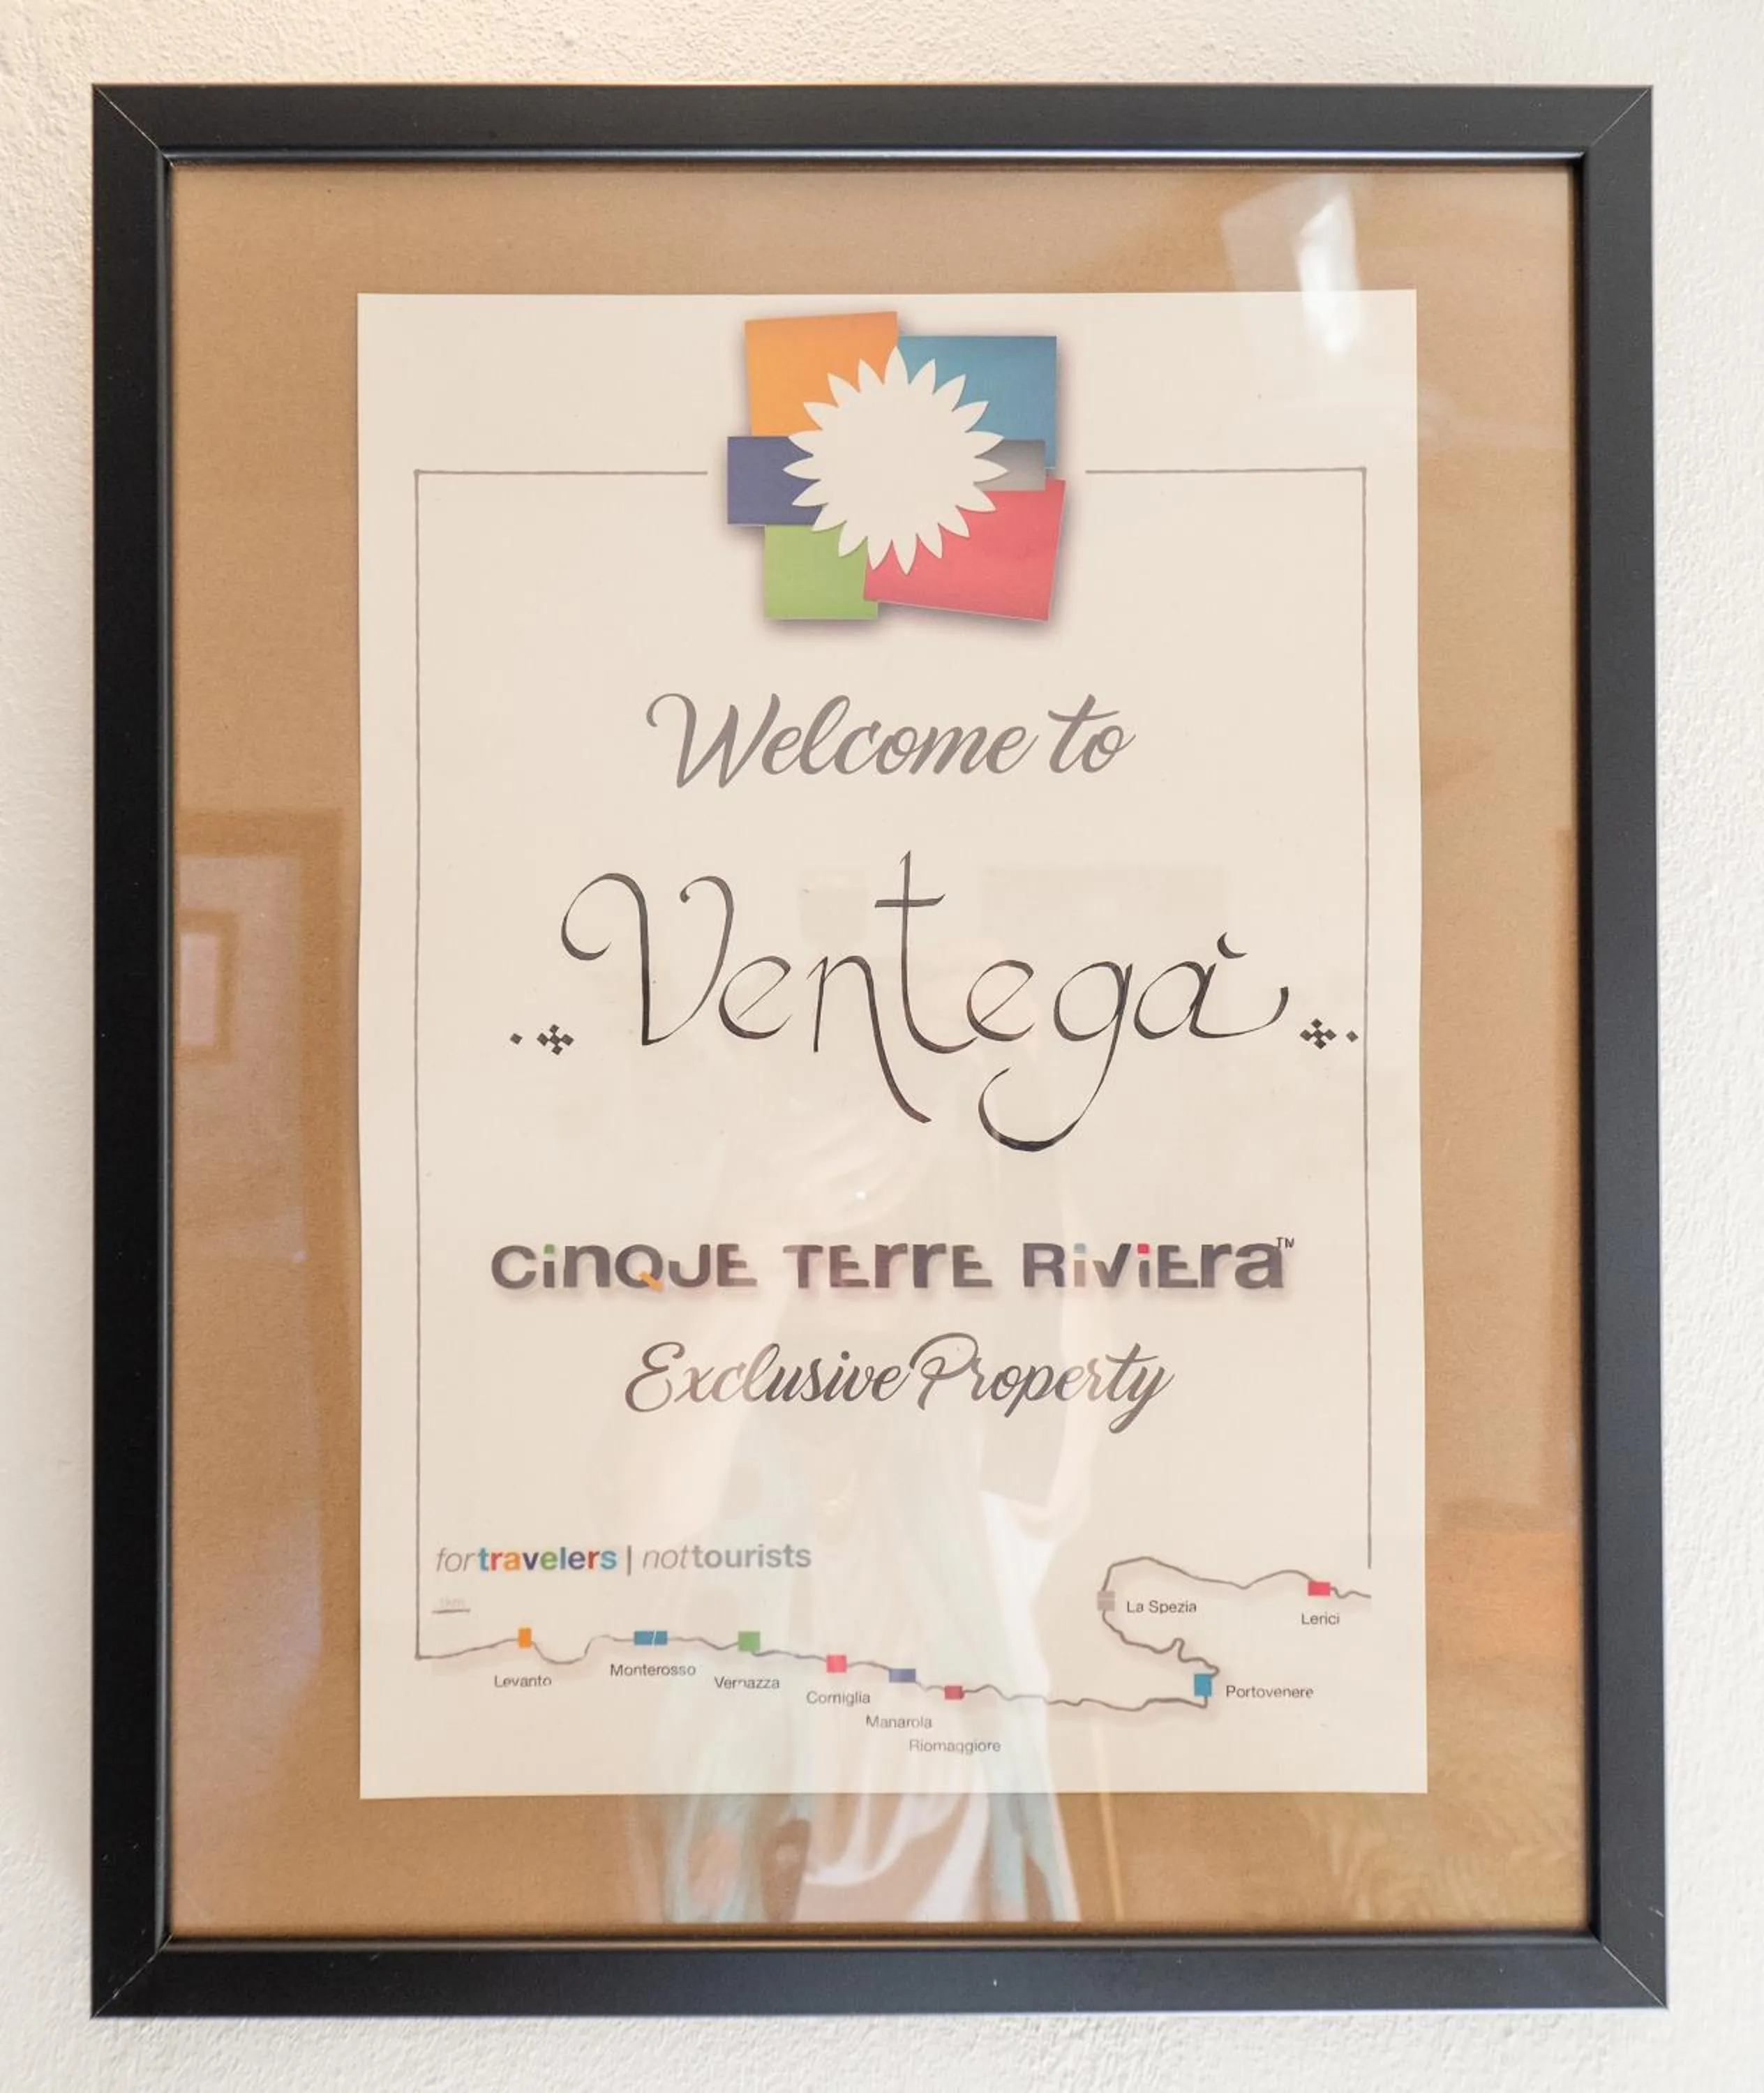 Welcome to
Ventegà
CinQUE TErrE RiViEra™
Exclusive Property
fortravelers | nottourists
La Spezia
Lerici
Levanto
Monterosso
Vernazza
Corniglia
Manarola
Riomaggiore
Portovenere